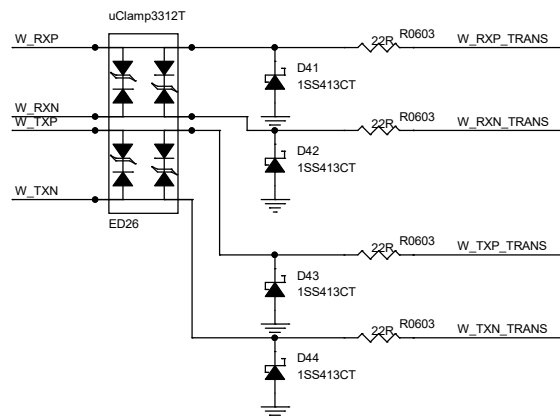 uClamp3312T
W_RXP
22R
R0603
W_RXP_TRANS
D41
1SS413CT
W_RXN
22R
R0603
W_RXN_TRANS
W_TXP
D42
1SS413CT
W_TXN
ED26
22R
R0603
W_TXP_TRANS
D43
1SS413CT
22R
R0603
W_TXN_TRANS
D44
1SS413CT